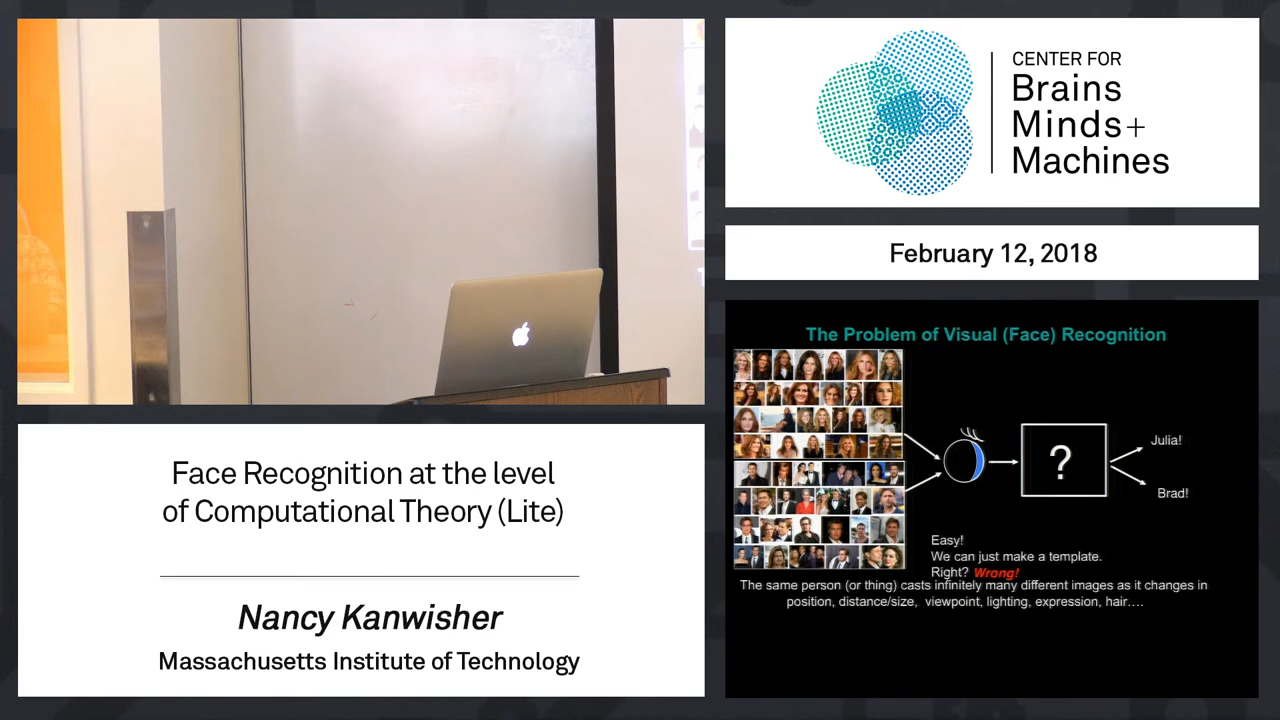 CENTER FOR
Brains
Minds+
Machines
February 12, 2018
The Problem of Visual (Face) Recognition
?
Julia!
Brad!
Easy!
We can just make a template.
Right? Wrong!
The same person (or thing) casts infinitely many different images as it changes in
position, distance/size, viewpoint, lighting, expression, hair....
Face Recognition at the level
of Computational Theory (Lite)
Nancy Kanwisher
Massachusetts Institute of Technology